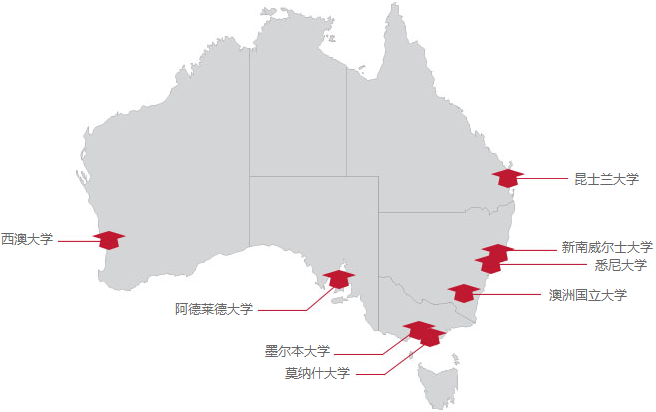 昆士兰大学
西澳大学
新南威尔士大学
悉尼大学
澳洲国立大学
阿德莱德大学
墨尔本大学
莫纳什大学